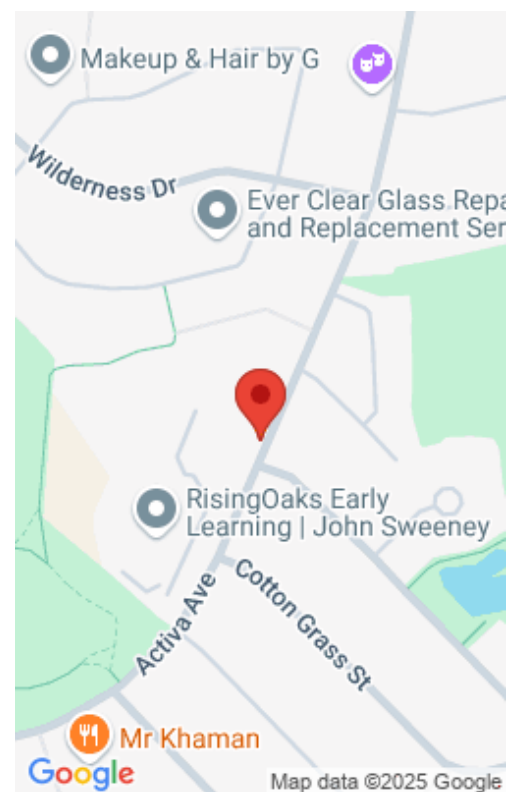 Makeup & Hair by G
Wilderness Dr
Ever Clear Glass Repa
and Replacement Ser
RisingOaks Early
Learning | John Sweeney
Cotton Grass St
Activa Ave
Mr Khaman
Google
Map data ©2025 Google